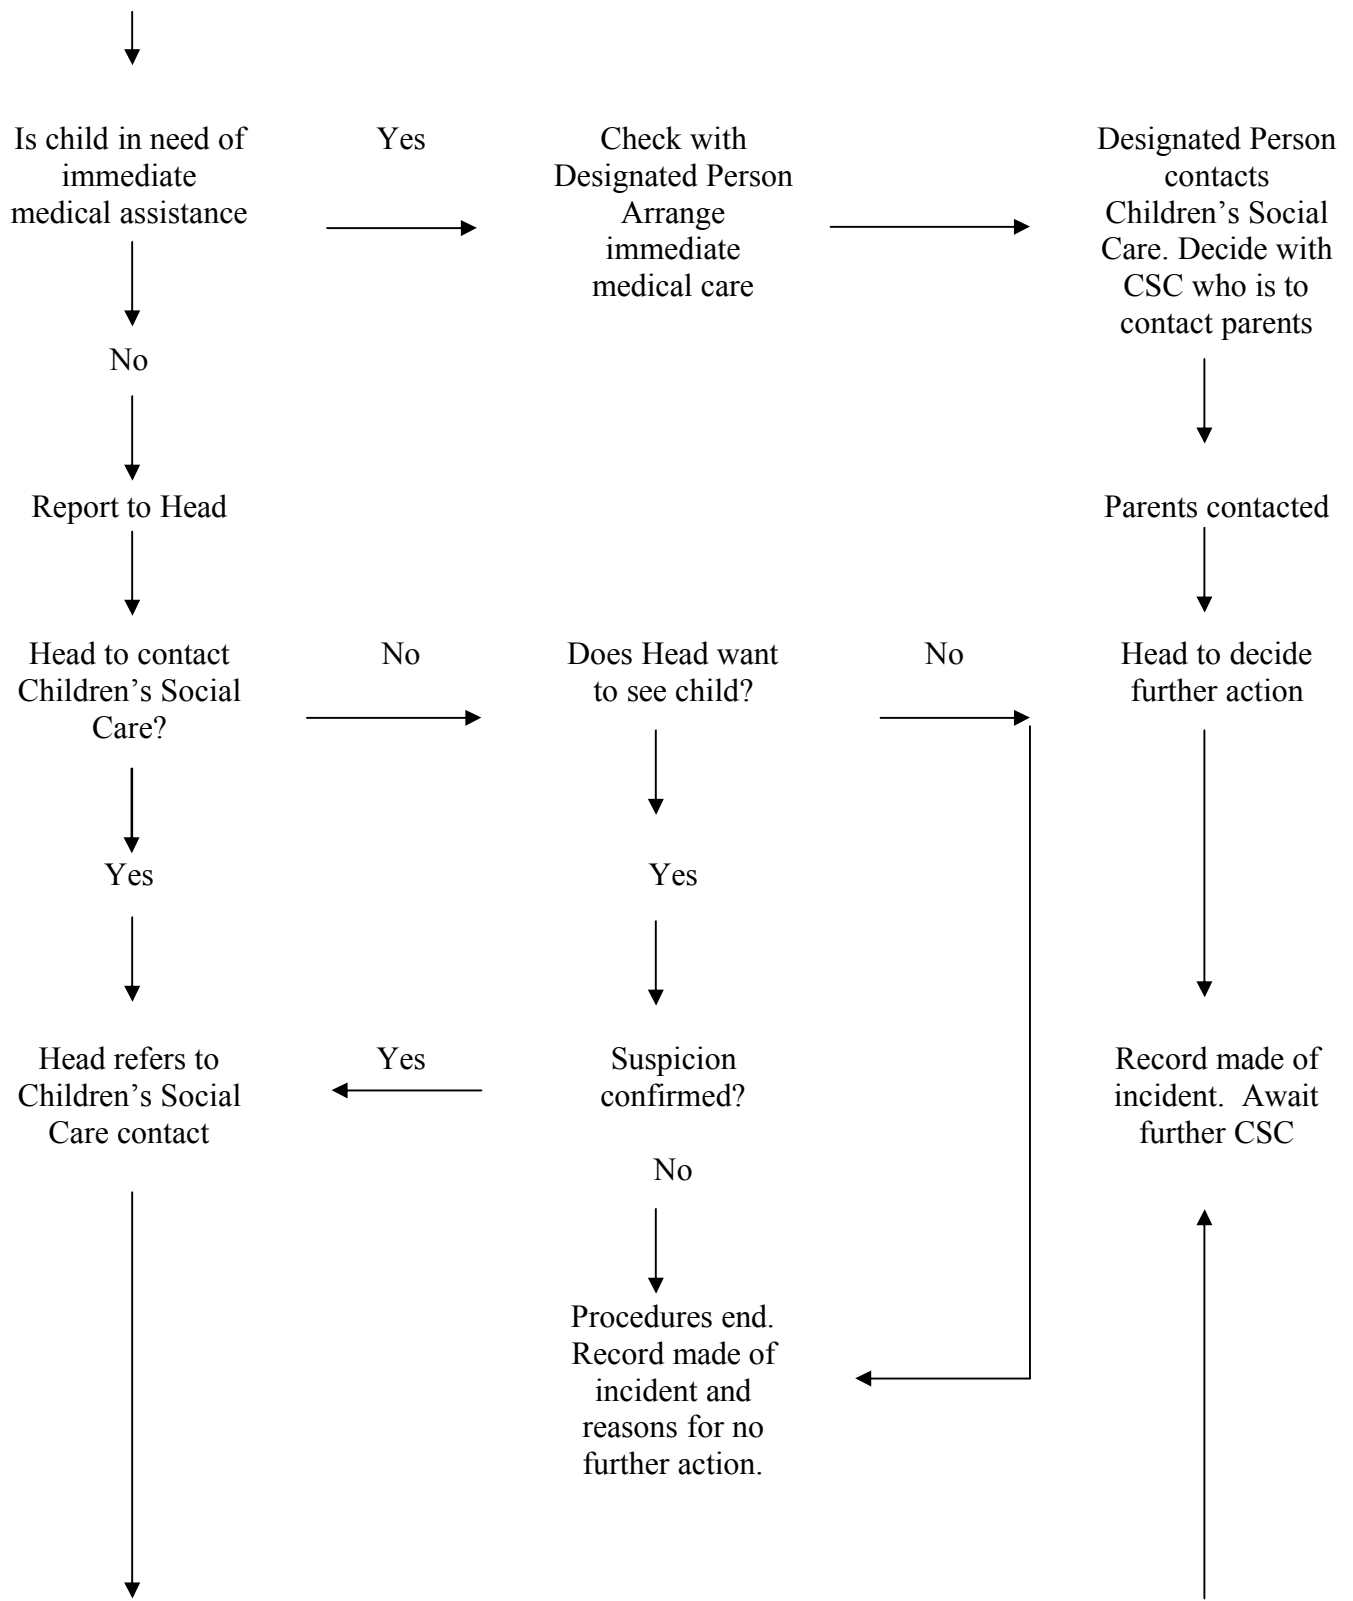 Is child in need of
immediate
medical assistance
Yes
Check with
Designated Person
Arrange
immediate
medical care
Designated Person
contacts
Children’s Social
Care. Decide with
CSC who is to
contact parents
No
Report to Head
Parents contacted
Head to contact
Children’s Social
Care?
No
Does Head want
to see child?
No
Head to decide
further action
Yes
Yes
Head refers to
Children’s Social
Care contact
Yes
Suspicion
confirmed?
Record made of
incident.  Await
further CSC
No
Procedures end.
Record made of
incident and
reasons for no
further action.